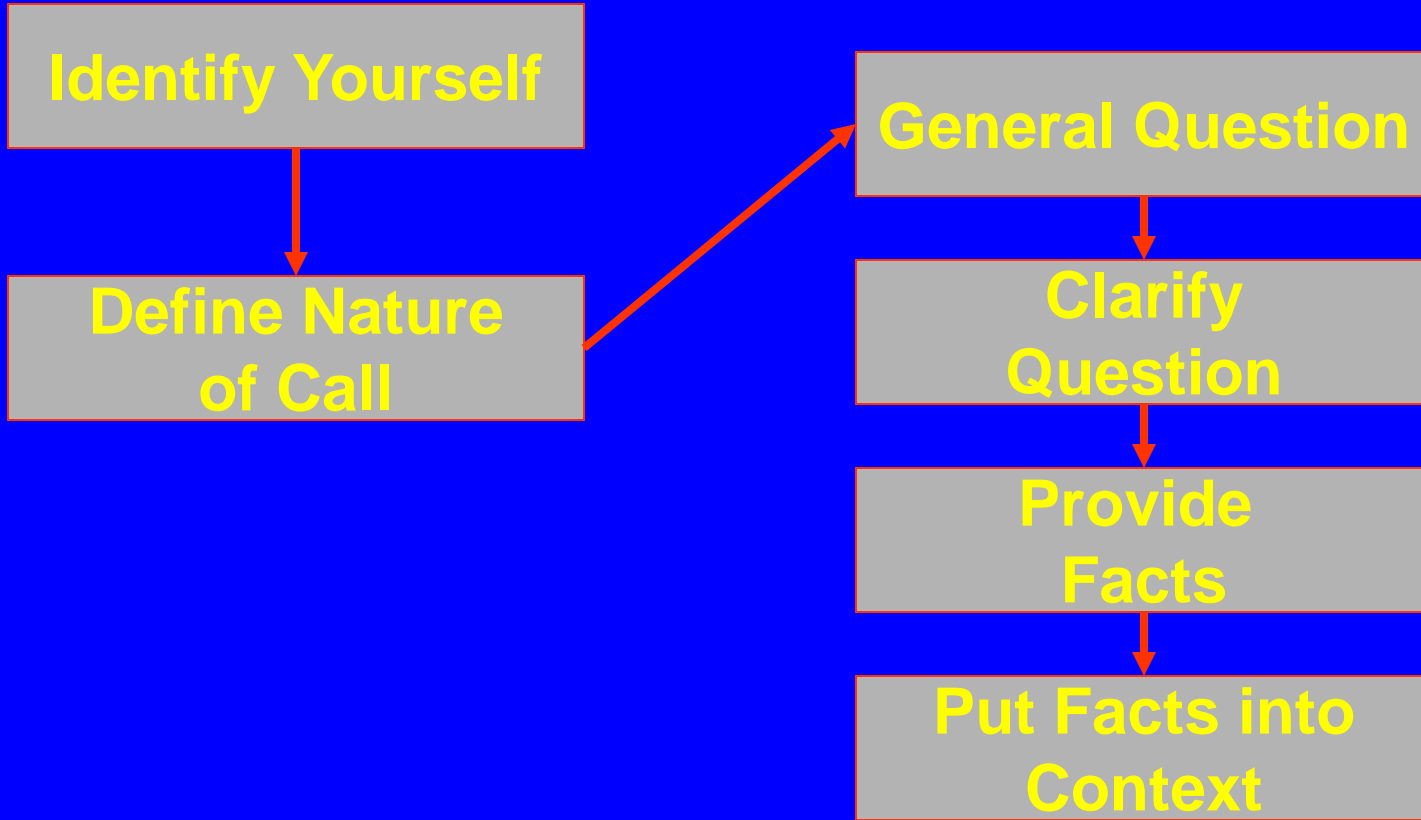 Identify Yourself
Define Nature
of Call
General Question
Clarify
Question
Provide
Facts
Put Facts into
Context